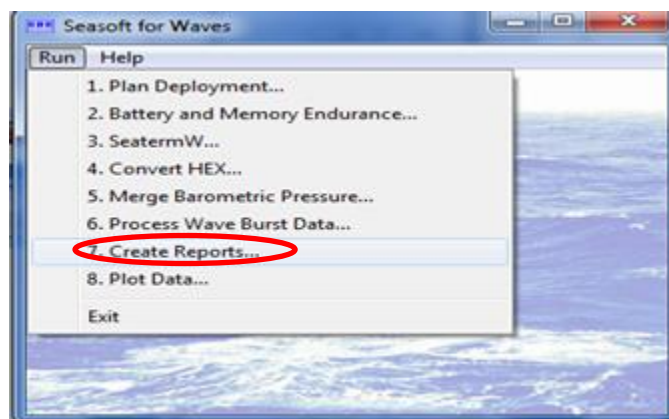 Seasoft for Waves
Run Help
1. Plan Deployment...
2. Battery and Memory Endurance...
3. SeatermW...
4. Convert HEX...
5. Merge Barometric Pressure...
6. Process Wave Burst Data...
7. Create Reports...
8. Plot Data...
Exit